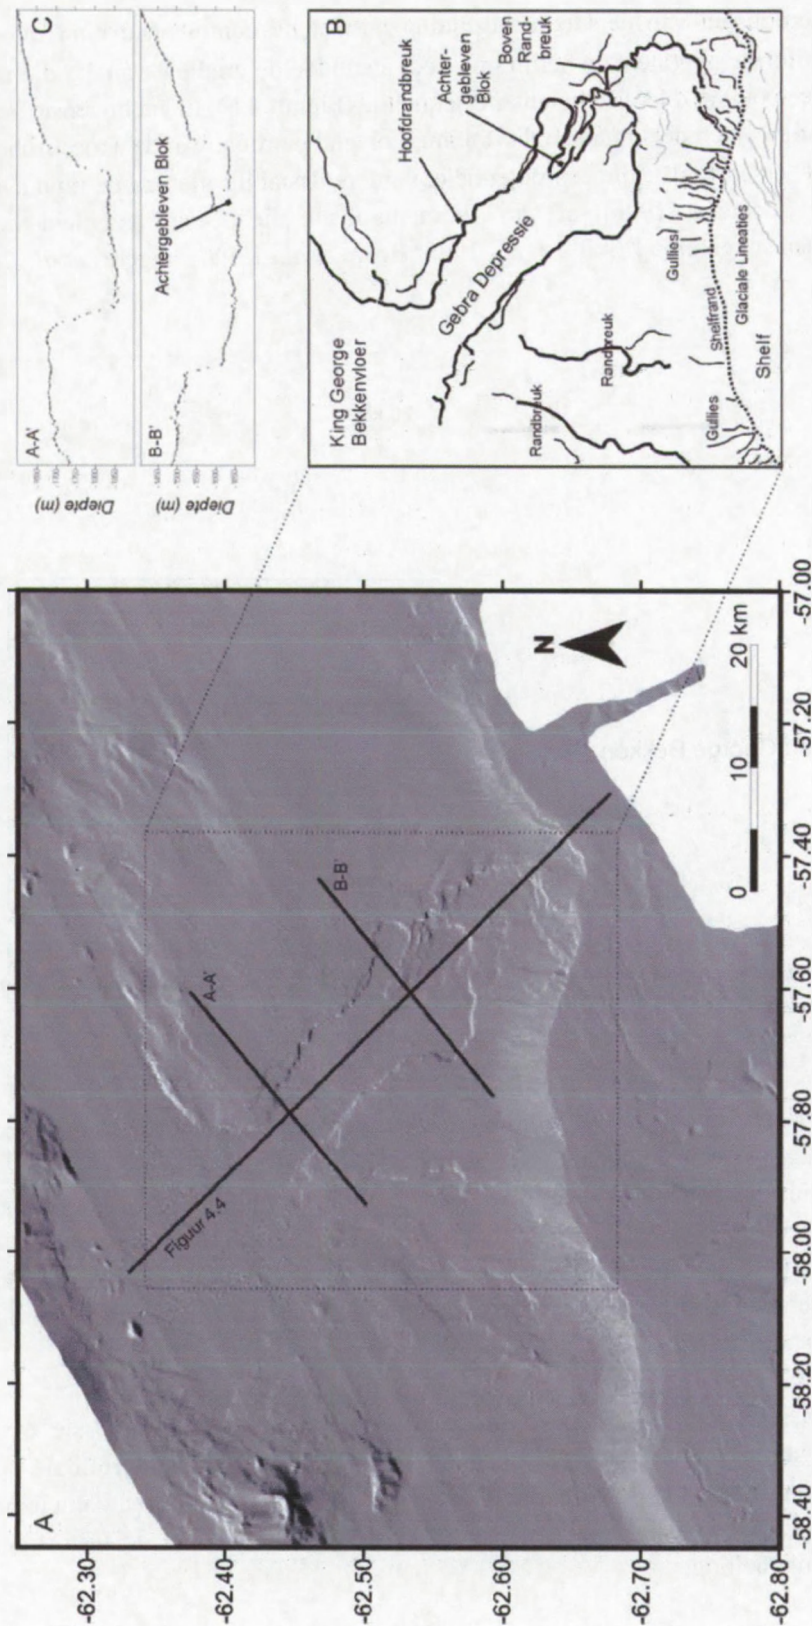 A
-62.30
-62.40
-62.50
-62.60
-62.70
-62.80
-58.40
-58.20
-58.00
-57.80
-57.60
-57.40
-57.20
-57.00
Figuur 4.4
A-A'
B-B'
N
0
10
20 km
B
King George
Bekkenvloer
Hoofdrandbreuk
Achter-
gebleven
Blok
Boven
Rand-
breuk
Gebra Depressie
Randbreuk
Randbreuk
Gullies
Gullies
Shelfrand
Glaciale Lineaties
Shelf
C
A-A'
Diepte (m)
B-B'
Achtergebleven Blok
Diepte (m)